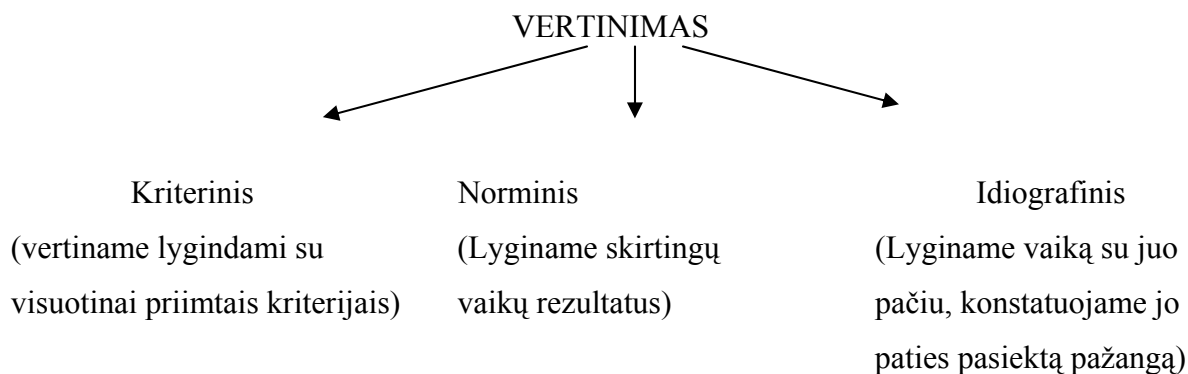 VERTINIMAS
Kriterinis
(vertiname lygindami su
visuotinai priimtais kriterijais)
Norminis
(Lyginame skirtingų
vaikų rezultatus)
Idiografinis
(Lyginame vaiką su juo
pačiu, konstatuojame jo
paties pasiektą pažangą)